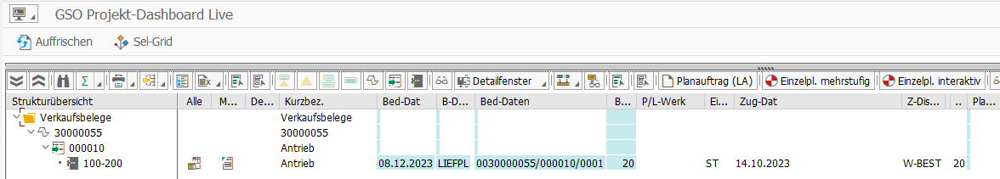 GSO Projekt-Dashboard Live
Auffrischen Sel-Grid
Σ Detailfenster Planauftrag (LA) Einzelpl. mehrstufig Einzelpl. interaktiv
Strukturübersicht Alle M... De... Kurzbez. Bed-Dat B-D... Bed-Daten B... P/L-Werk Ei... Zug-Dat Z-Dis... .. Pla...
Verkaufsbelege Verkaufsbelege
30000055 30000055
000010 Antrieb
100-200 Antrieb 08.12.2023 LIEFPL 0030000055/000010/0001 20 ST 14.10.2023 W-BEST 20